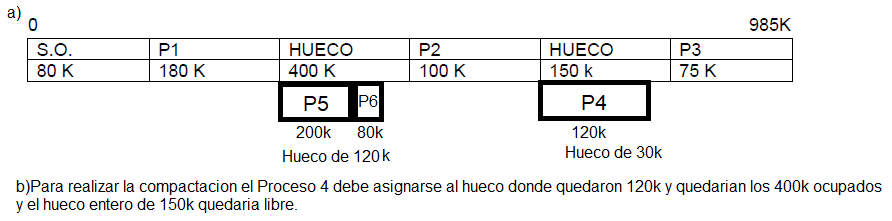 a)
0 985K
S.O. P1 HUECO P2 HUECO P3
80 K 180 K 400 K 100 K 150 k 75 K
P5 P6 P4
200k 80k 120k
Hueco de 120k Hueco de 30k
b)Para realizar la compactacion el Proceso 4 debe asignarse al hueco donde quedaron 120k y quedarian los 400k ocupados
y el hueco entero de 150k quedaria libre.